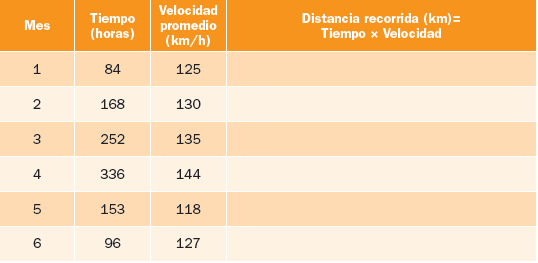 Mes Tiempo (horas) Velocidad promedio (km/h) Distancia recorrida (km)= Tiempo × Velocidad
1 84 125
2 168 130
3 252 135
4 336 144
5 153 118
6 96 127